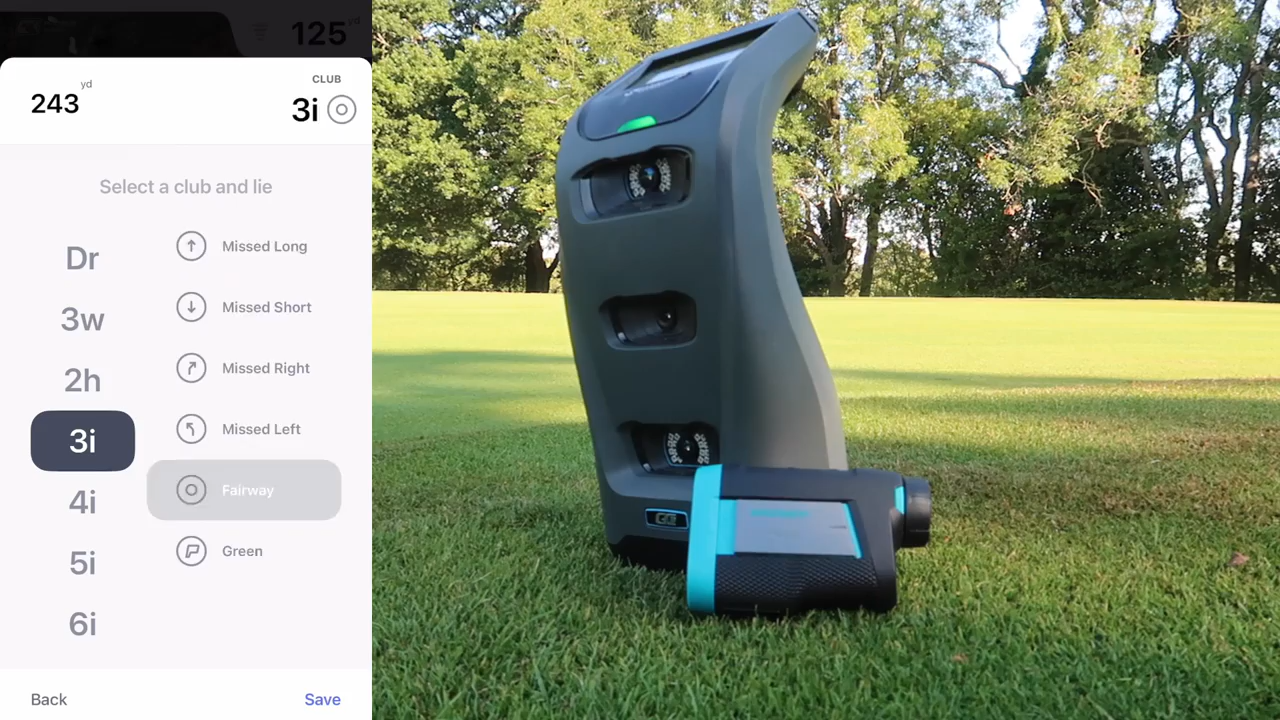 125 yd
243 yd
CLUB
3i
Select a club and lie
Dr
3w
2h
3i
4i
5i
6i
Missed Long
Missed Short
Missed Right
Missed Left
Fairway
Green
Back
Save